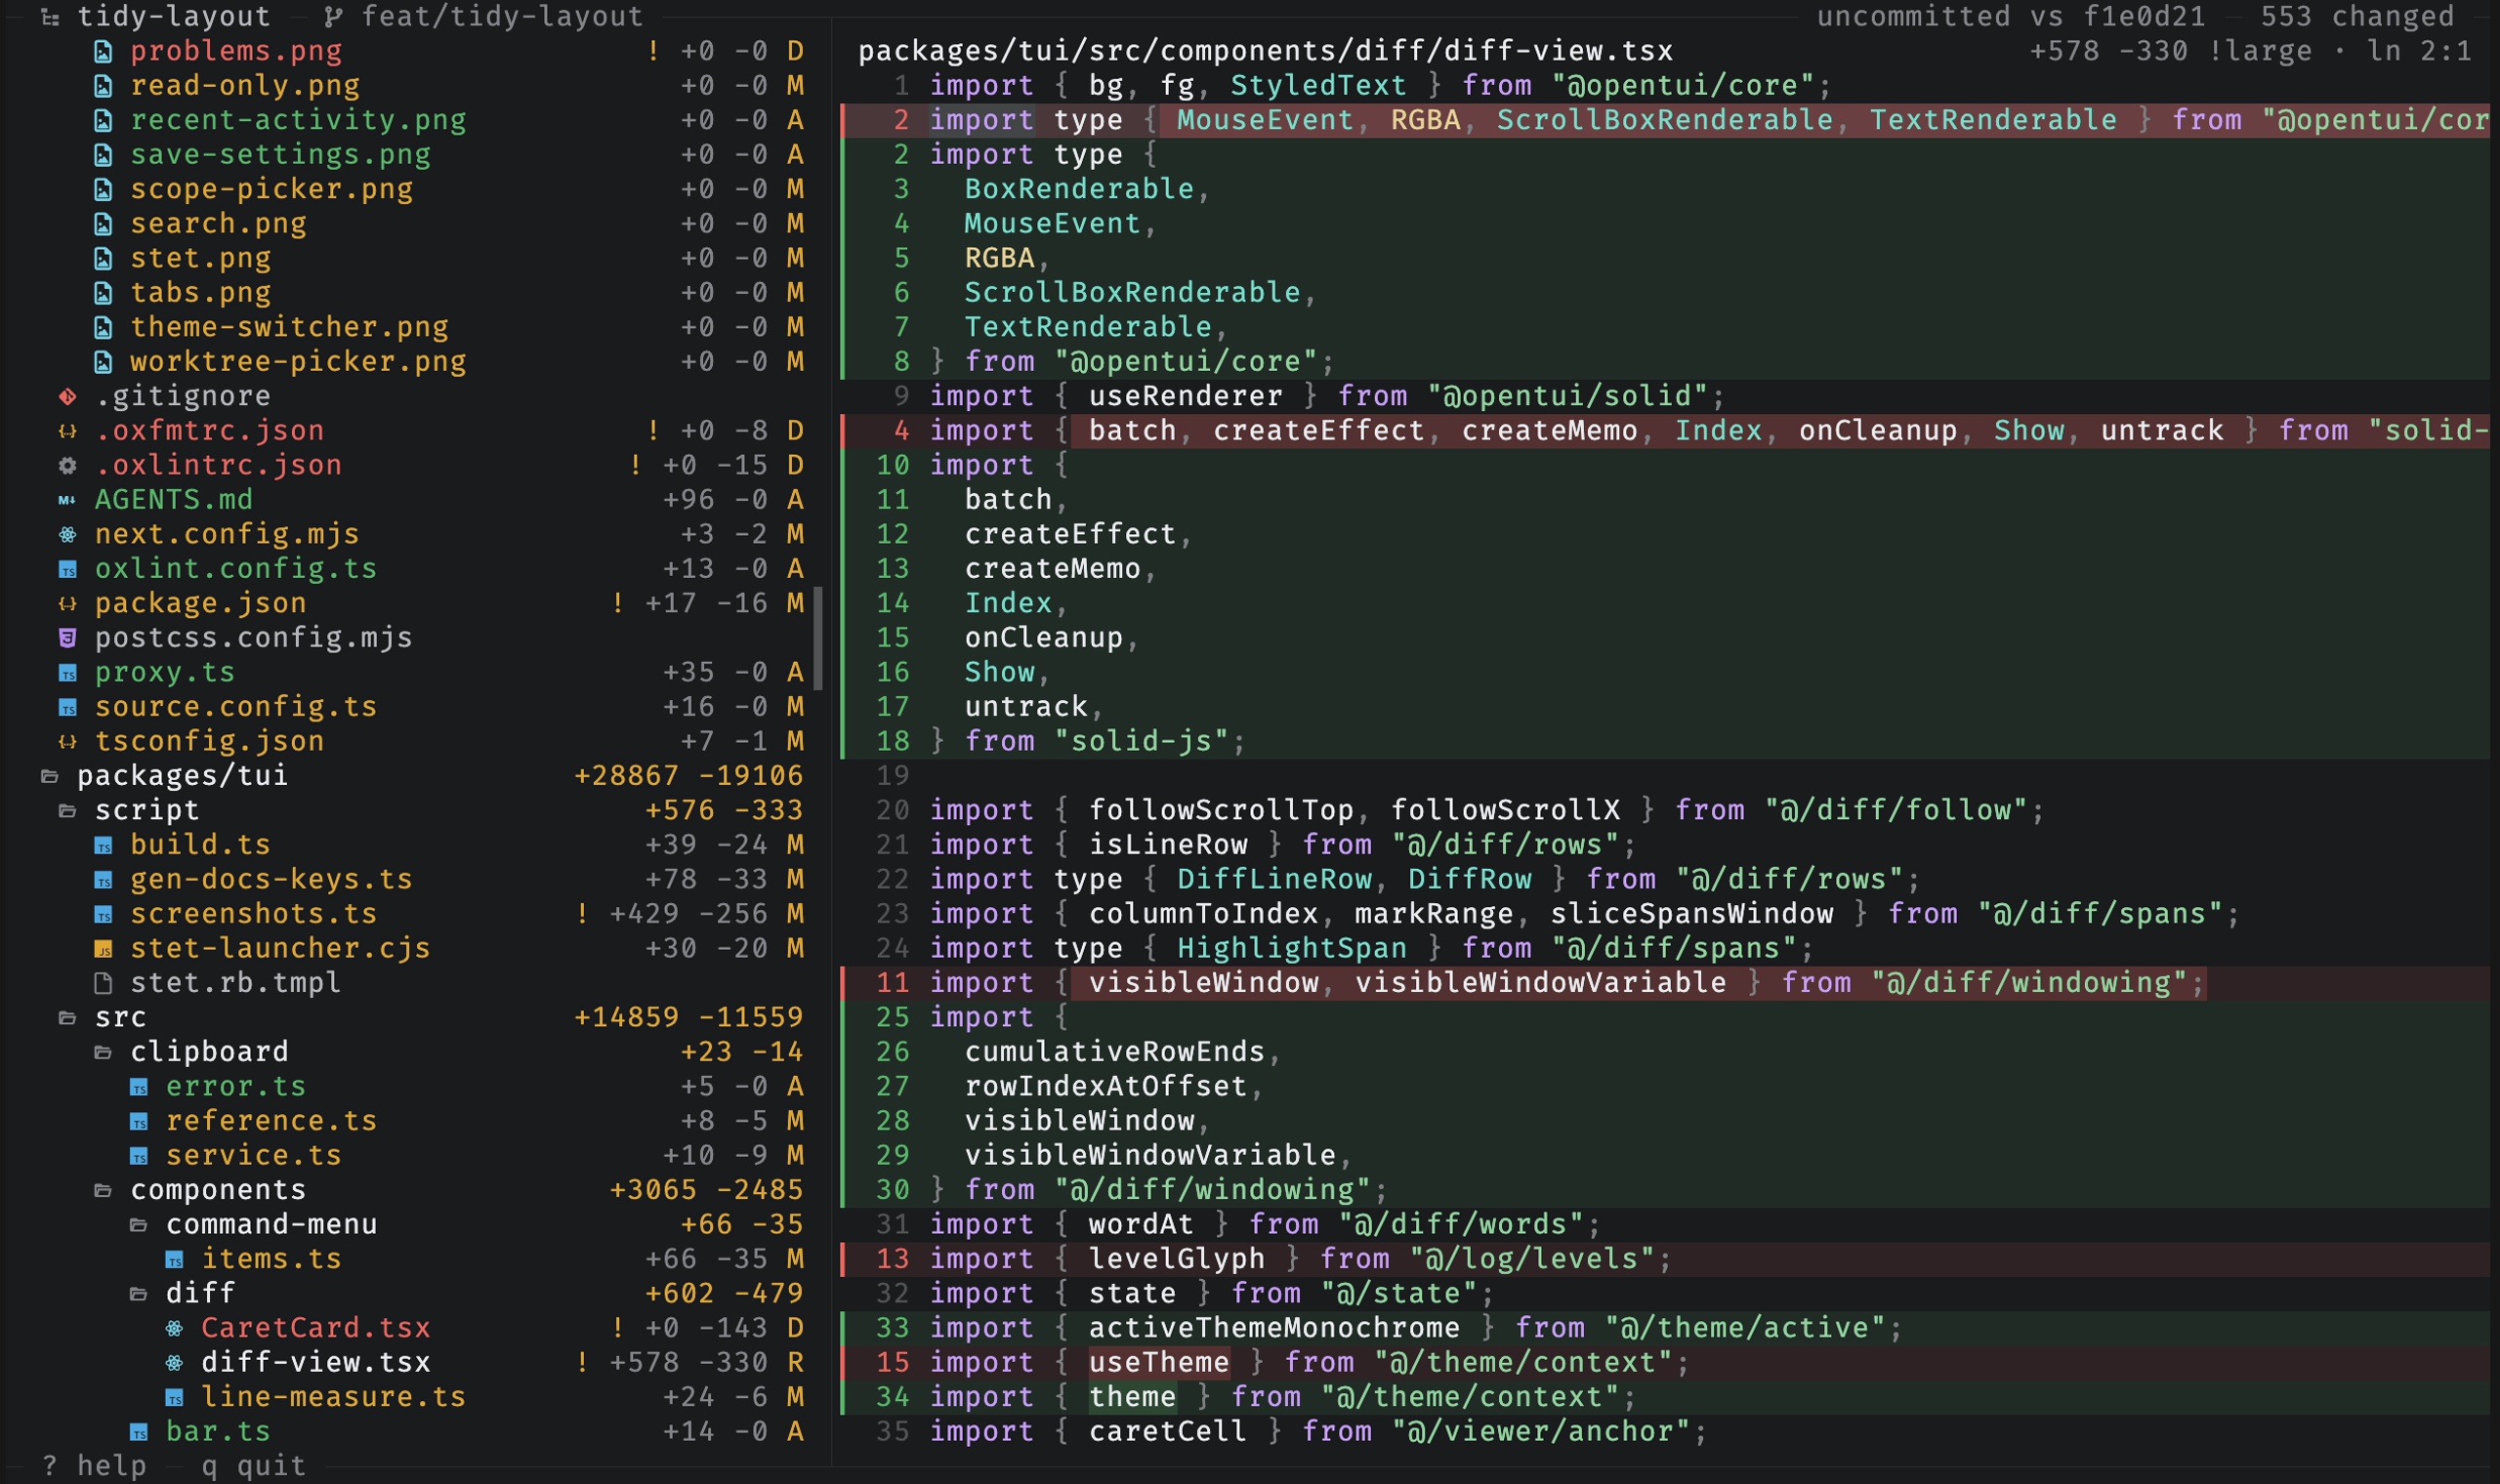 tidy-layout feat/tidy-layout
problems.png ! +0 -0 D
read-only.png +0 -0 M
recent-activity.png +0 -0 A
save-settings.png +0 -0 A
scope-picker.png +0 -0 M
search.png +0 -0 M
stet.png +0 -0 M
tabs.png +0 -0 M
theme-switcher.png +0 -0 M
worktree-picker.png +0 -0 M
.gitignore
.oxfmtrc.json ! +0 -8 D
.oxlintrc.json ! +0 -15 D
AGENTS.md +96 -0 A
next.config.mjs +3 -2 M
oxlint.config.ts +13 -0 A
package.json ! +17 -16 M
postcss.config.mjs
proxy.ts +35 -0 A
source.config.ts +16 -0 M
tsconfig.json +7 -1 M
packages/tui +28867 -19106
script +576 -333
build.ts +39 -24 M
gen-docs-keys.ts +78 -33 M
screenshots.ts ! +429 -256 M
stet-launcher.cjs +30 -20 M
stet.rb.tmpl
src +14859 -11559
clipboard +23 -14
error.ts +5 -0 A
reference.ts +8 -5 M
service.ts +10 -9 M
components +3065 -2485
command-menu +66 -35
items.ts +66 -35 M
diff +602 -479
CaretCard.tsx ! +0 -143 D
diff-view.tsx ! +578 -330 R
line-measure.ts +24 -6 M
bar.ts +14 -0 A
? help q quit
uncommitted vs f1e0d21 553 changed
packages/tui/src/components/diff/diff-view.tsx +578 -330 !large · ln 2:1
1 import { bg, fg, StyledText } from "@opentui/core";
2 import type { MouseEvent, RGBA, ScrollBoxRenderable, TextRenderable } from "@opentui/cor
2 import type {
3 BoxRenderable,
4 MouseEvent,
5 RGBA,
6 ScrollBoxRenderable,
7 TextRenderable,
8 } from "@opentui/core";
9 import { useRenderer } from "@opentui/solid";
4 import { batch, createEffect, createMemo, Index, onCleanup, Show, untrack } from "solid-
10 import {
11 batch,
12 createEffect,
13 createMemo,
14 Index,
15 onCleanup,
16 Show,
17 untrack,
18 } from "solid-js";
19
20 import { followScrollTop, followScrollX } from "@/diff/follow";
21 import { isLineRow } from "@/diff/rows";
22 import type { DiffLineRow, DiffRow } from "@/diff/rows";
23 import { columnToIndex, markRange, sliceSpansWindow } from "@/diff/spans";
24 import type { HighlightSpan } from "@/diff/spans";
11 import { visibleWindow, visibleWindowVariable } from "@/diff/windowing";
25 import {
26 cumulativeRowEnds,
27 rowIndexAtOffset,
28 visibleWindow,
29 visibleWindowVariable,
30 } from "@/diff/windowing";
31 import { wordAt } from "@/diff/words";
13 import { levelGlyph } from "@/log/levels";
32 import { state } from "@/state";
33 import { activeThemeMonochrome } from "@/theme/active";
15 import { useTheme } from "@/theme/context";
34 import { theme } from "@/theme/context";
35 import { caretCell } from "@/viewer/anchor";